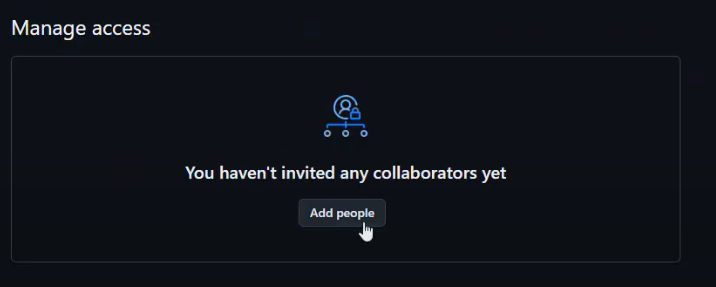 Manage access
You haven't invited any collaborators yet
Add people